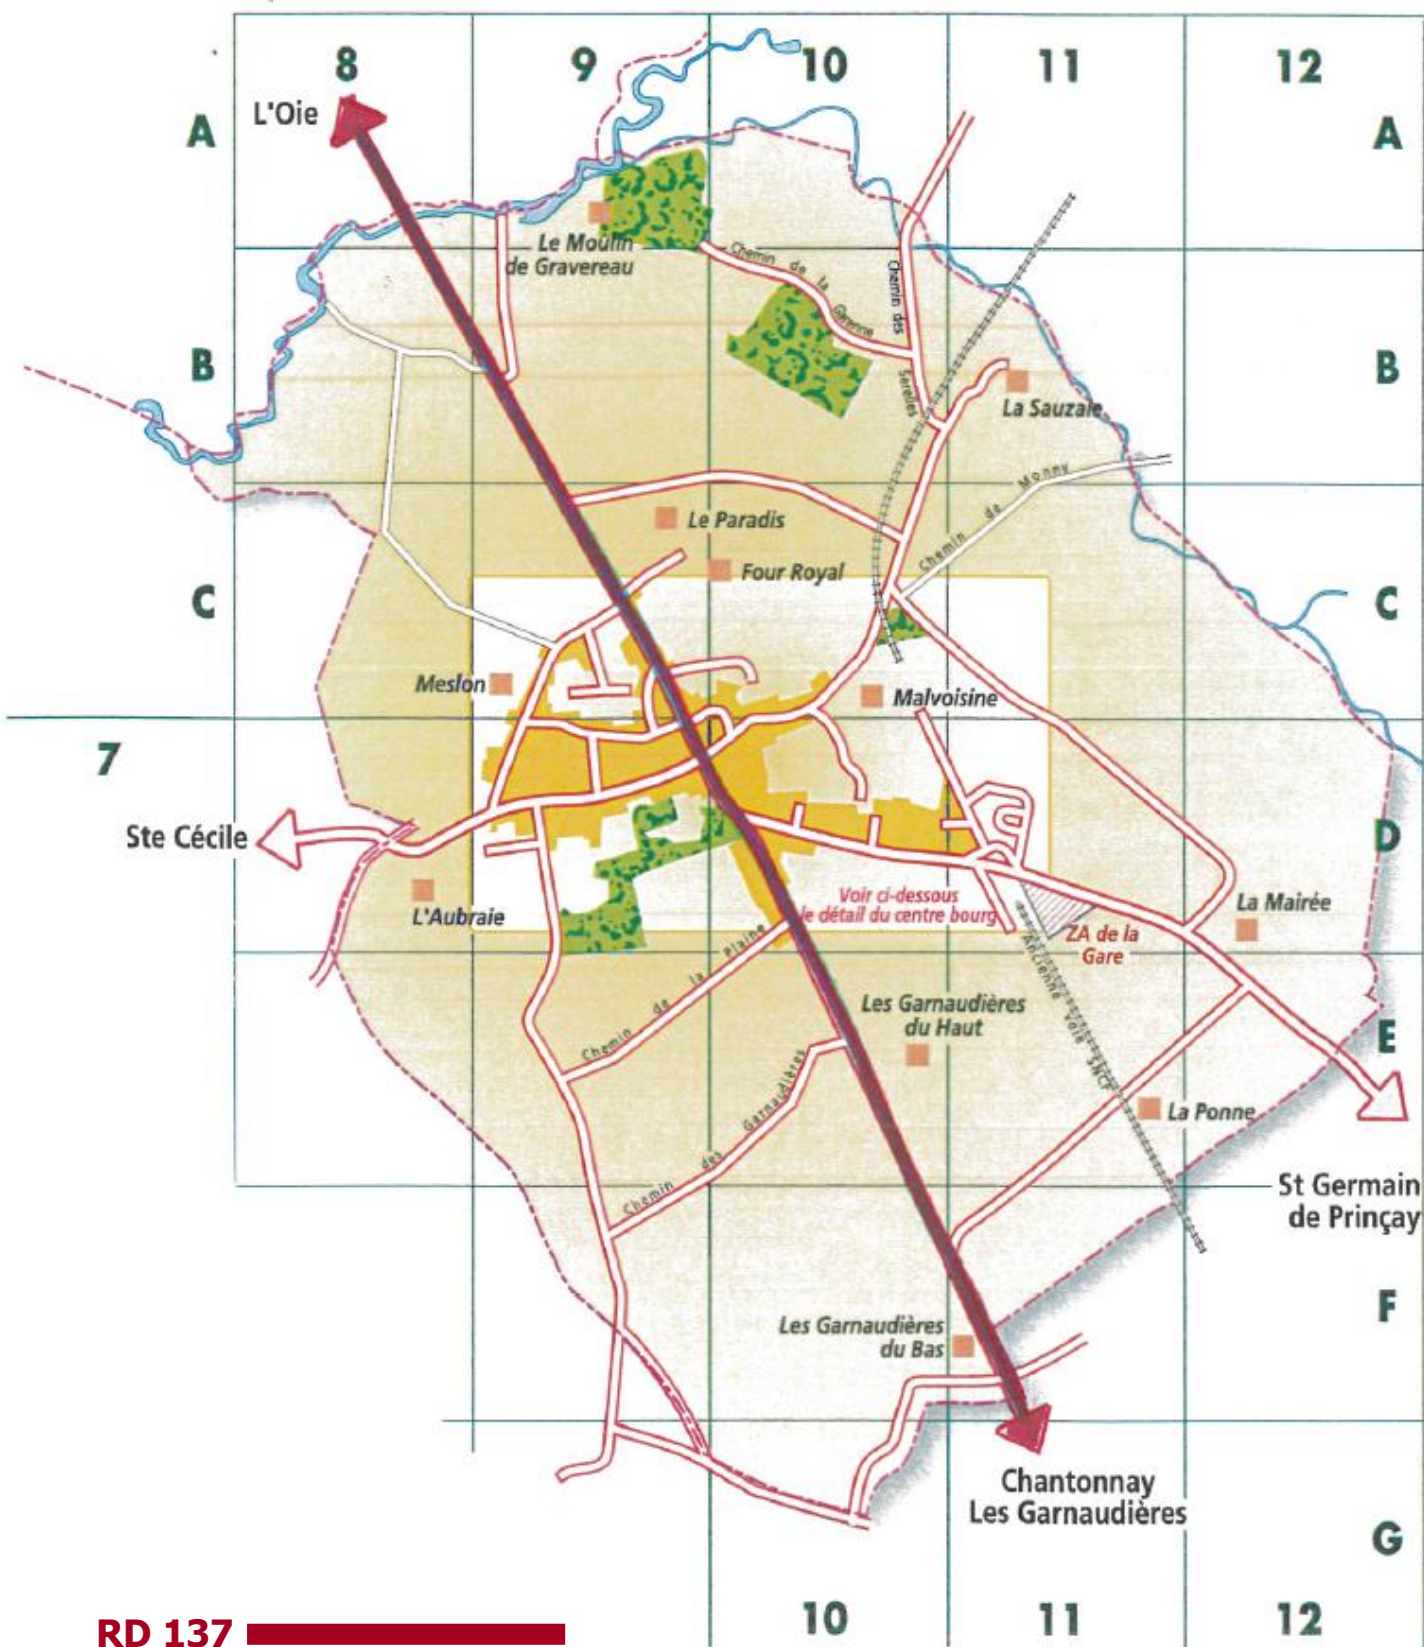 8
9
10
11
12
L'Oie
A
A
Le Moulin
de Gravereau
Chemin de la Garenne
Chemin des Serelles
B
B
La Sauzaie
Chemin de Monny
Le Paradis
Four Royal
C
C
Meslon
Malvoisine
7
Ste Cécile
D
L'Aubraie
Voir ci-dessous
le détail du centre bourg
La Mairée
ZA de la
Gare
Chemin de la Plaine
Ancienne Voie SNCF
Les Garnaudières
du Haut
E
Chemin des Garnaudières
La Ponne
St Germain
de Prinçay
F
Les Garnaudières
du Bas
Chantonnay
Les Garnaudières
G
RD 137
10
11
12